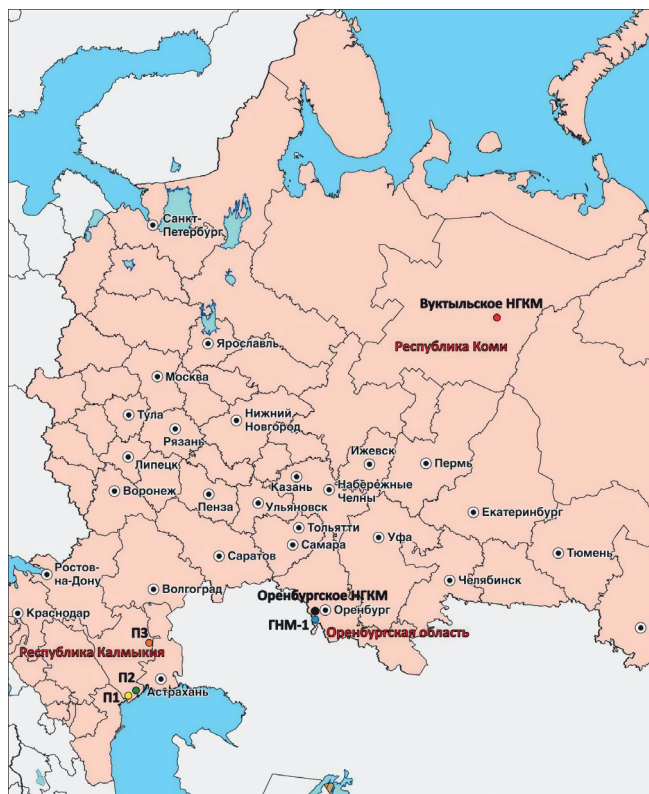 Санкт-
Петербург
Вуктыльское НГКМ
Ярославль
Республика Коми
Москва
Тула
Нижний
Новгород
Рязань
Ижевск
Липецк
Пермь
Казань
Набережные
Челны
Воронеж
Пенза
Ульяновск
Екатеринбург
Тольятти
Уфа
Самара
Саратов
Тюмень
Ростов-
на-Дону
Челябинск
Волгоград
Оренбургское НГКМ
Краснодар
Оренбург
ГНМ-1
П3
Оренбургская область
Республика Калмыкия
П2
Астрахань
П1